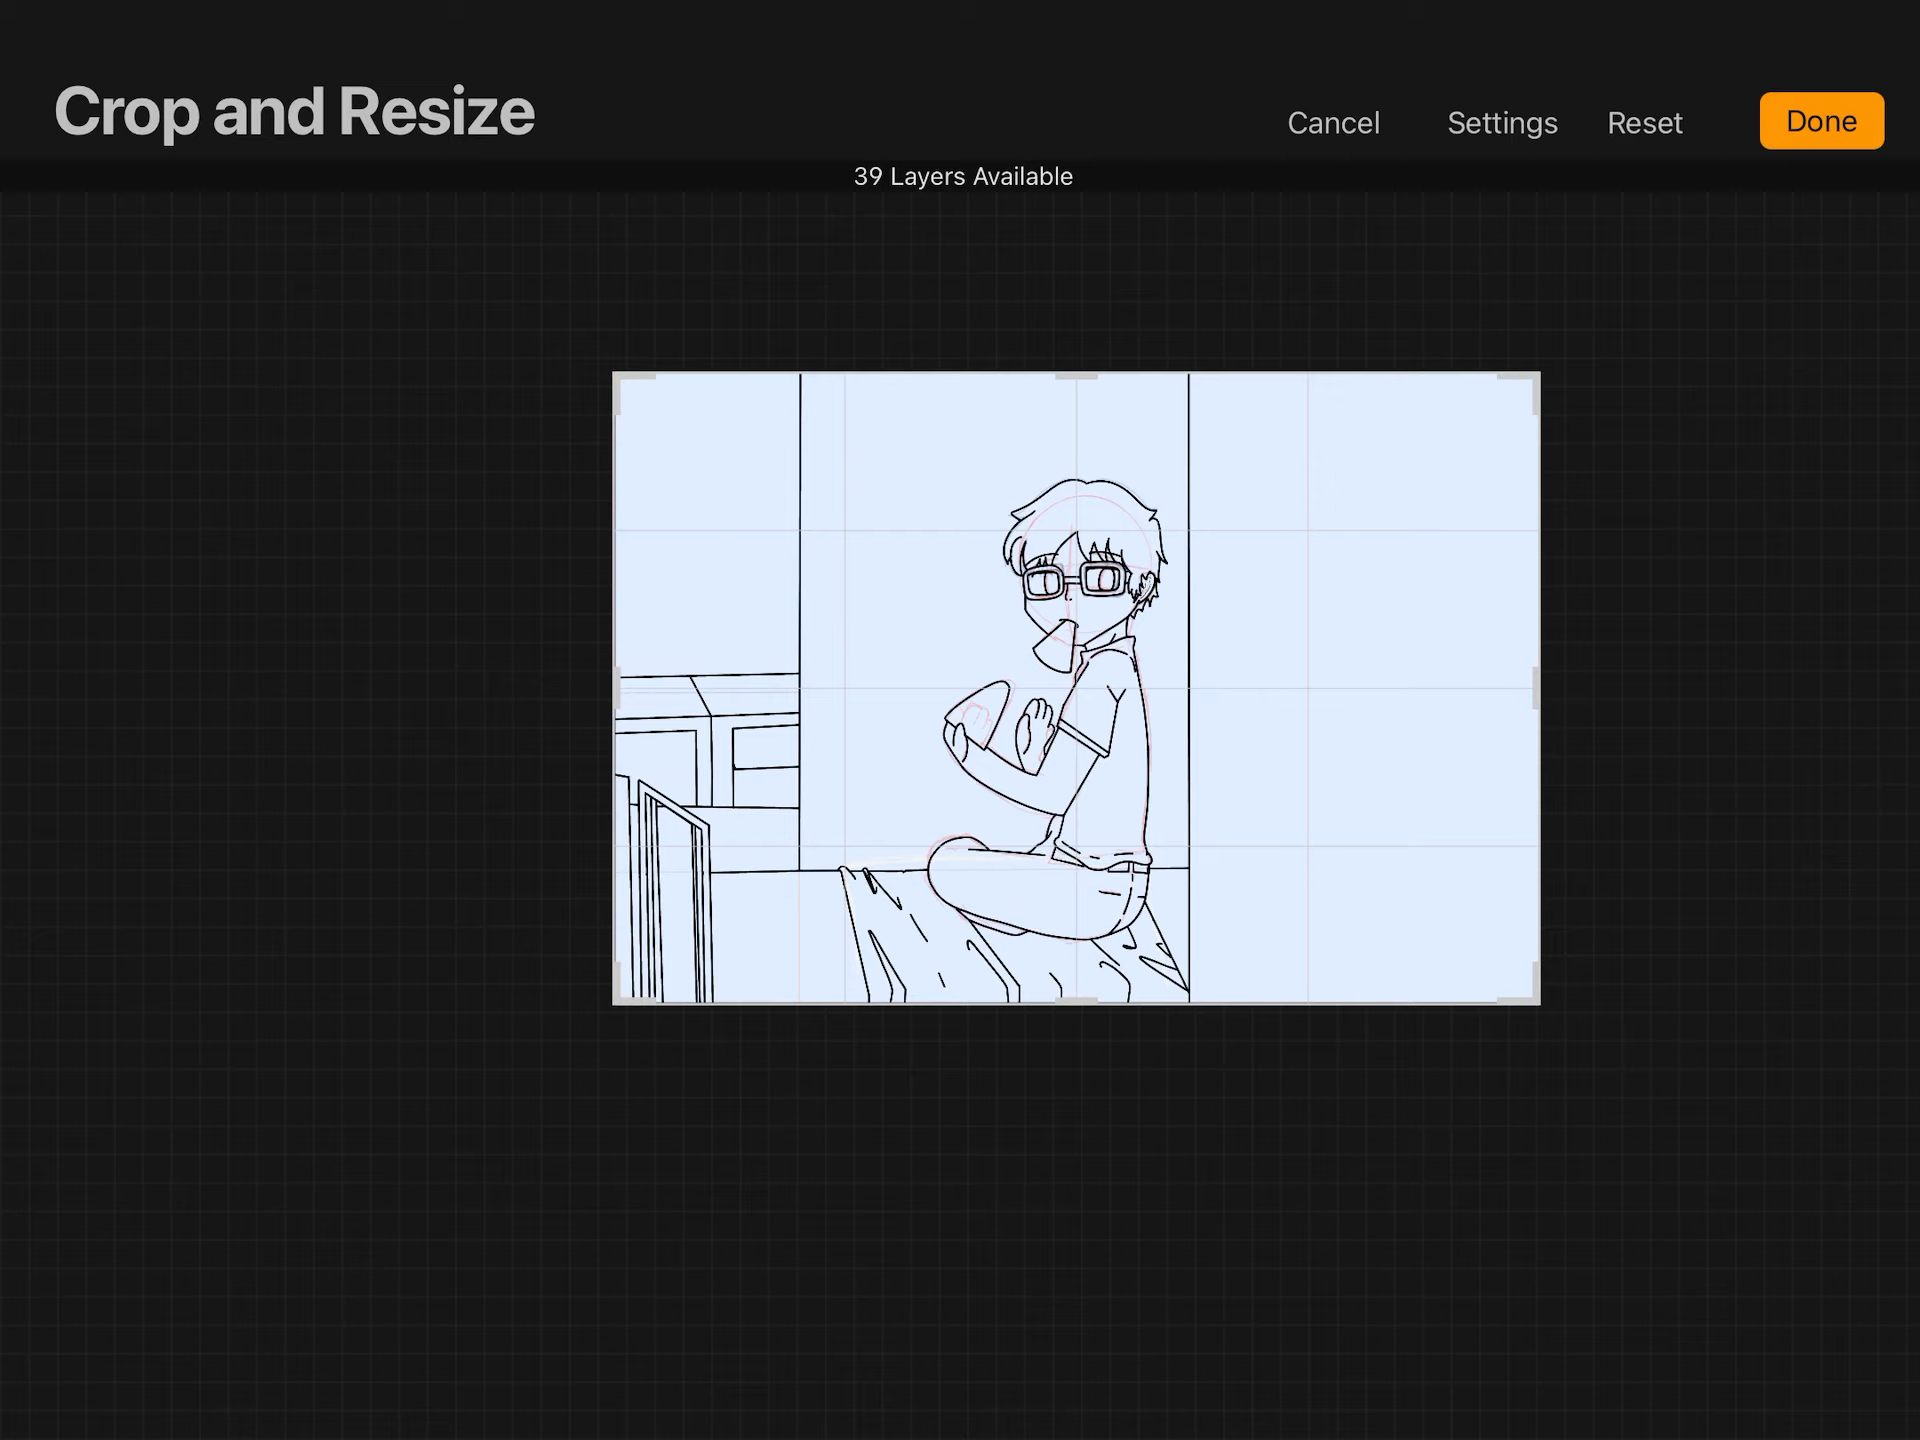 Crop and Resize
Cancel
Settings
Reset
Done
39 Layers Available